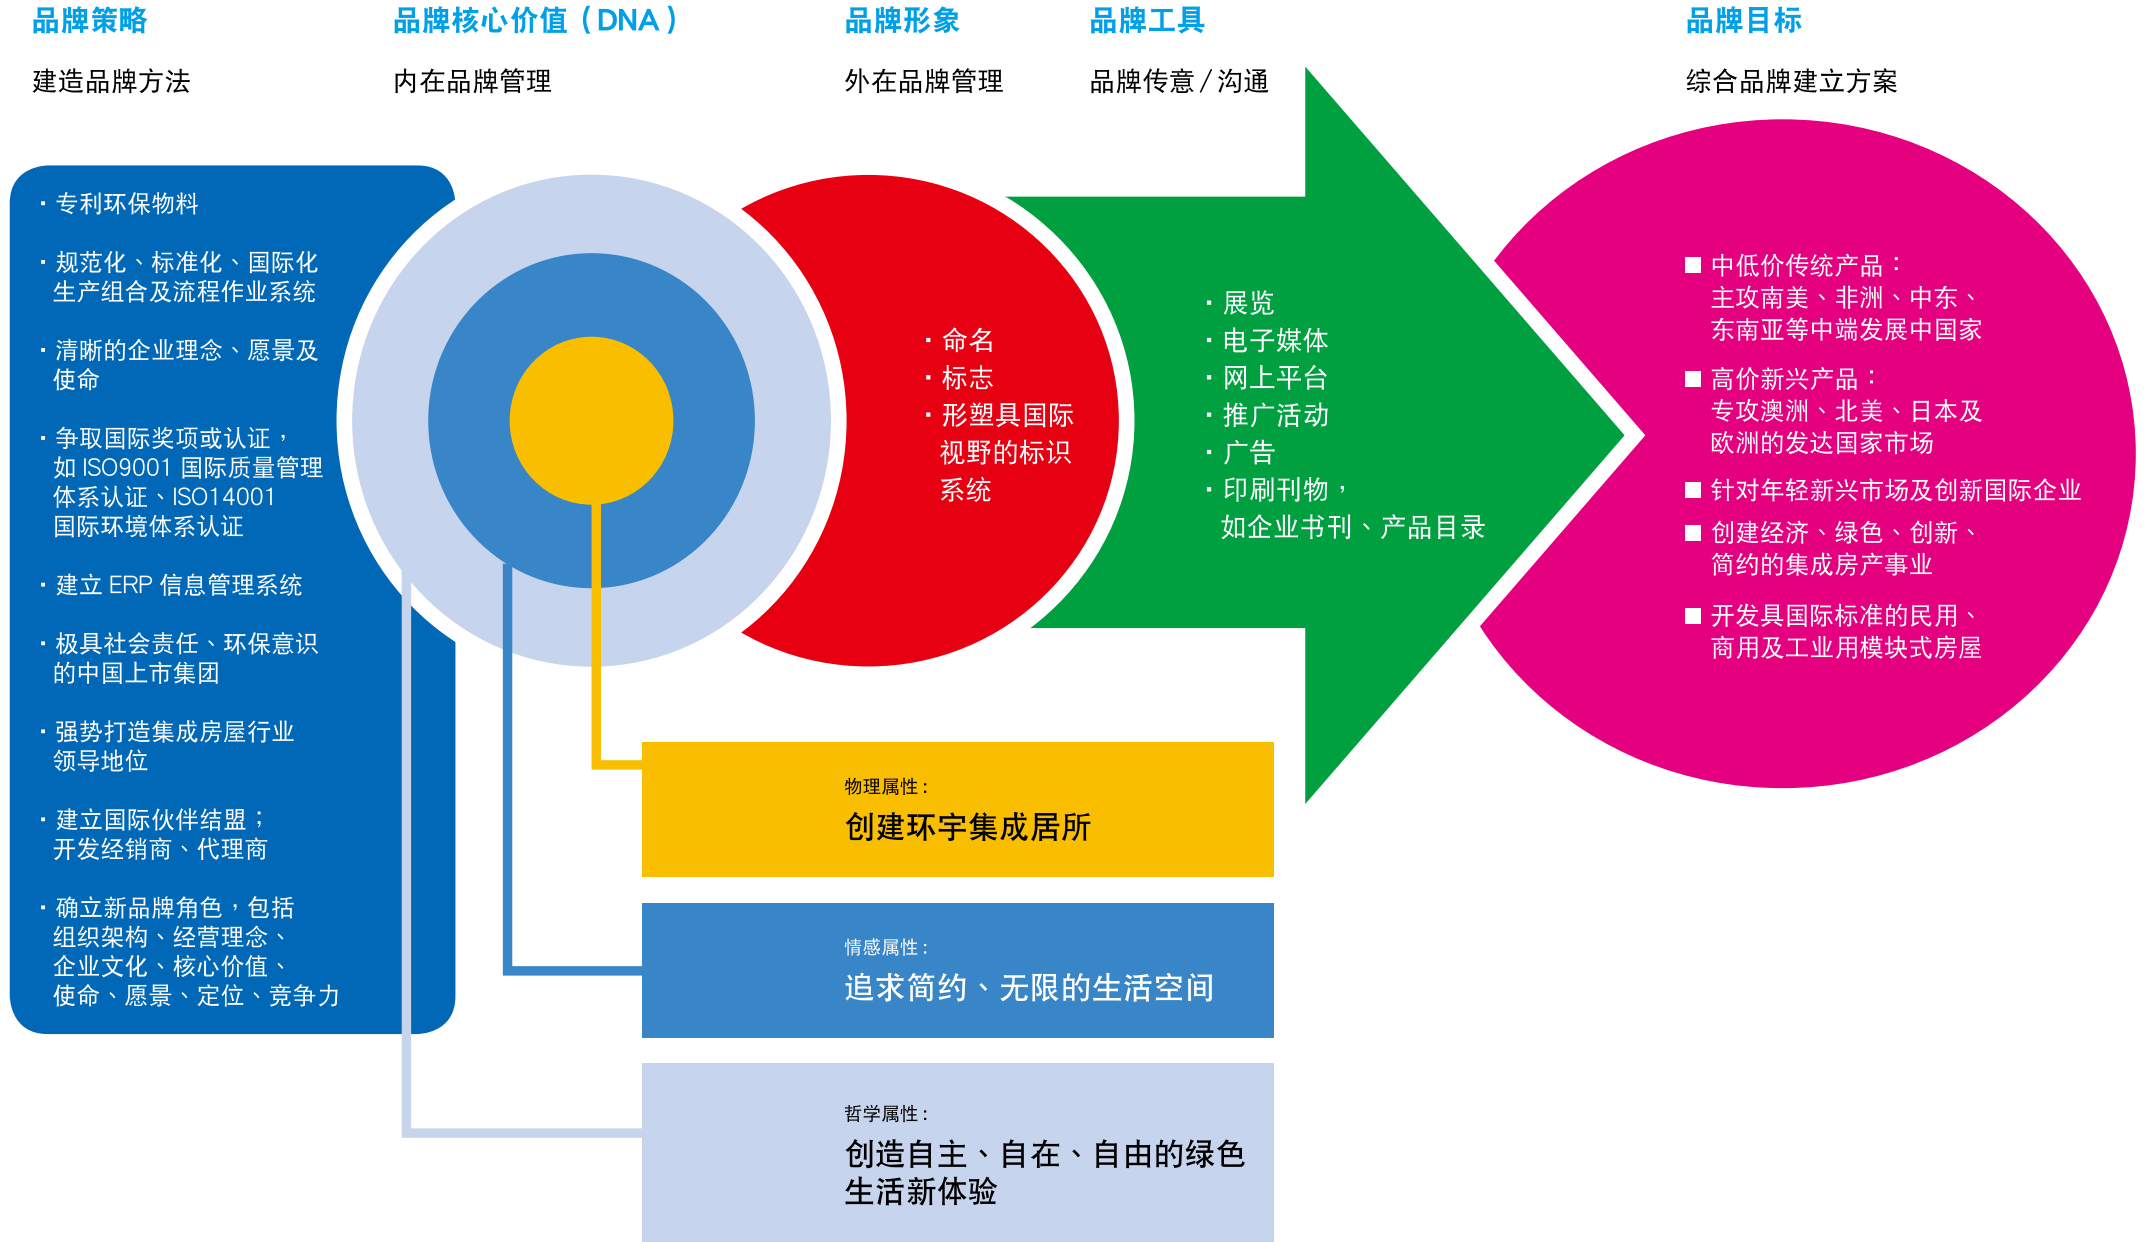 品牌策略
建造品牌方法
品牌核心价值（DNA）
内在品牌管理
品牌形象
外在品牌管理
品牌工具
品牌传意／沟通
品牌目标
综合品牌建立方案
· 专利环保物料
· 规范化、标准化、国际化
生产组合及流程作业系统
· 清晰的企业理念、愿景及
使命
· 争取国际奖项或认证，
如 ISO9001 国际质量管理
体系认证、ISO14001
国际环境体系认证
· 建立 ERP 信息管理系统
· 极具社会责任、环保意识
的中国上市集团
· 强势打造集成房屋行业
领导地位
· 建立国际伙伴结盟；
开发经销商、代理商
· 确立新品牌角色，包括
组织架构、经营理念、
企业文化、核心价值、
使命、愿景、定位、竞争力
· 命名
· 标志
· 形塑具国际
视野的标识
系统
· 展览
· 电子媒体
· 网上平台
· 推广活动
· 广告
· 印刷刊物，
如企业书刊、产品目录
■ 中低价传统产品：
主攻南美、非洲、中东、
东南亚等中端发展中国家
■ 高价新兴产品：
专攻澳洲、北美、日本及
欧洲的发达国家市场
■ 针对年轻新兴市场及创新国际企业
■ 创建经济、绿色、创新、
简约的集成房产事业
■ 开发具国际标准的民用、
商用及工业用模块式房屋
物理属性：
创建环宇集成居所
情感属性：
追求简约、无限的生活空间
哲学属性：
创造自主、自在、自由的绿色
生活新体验